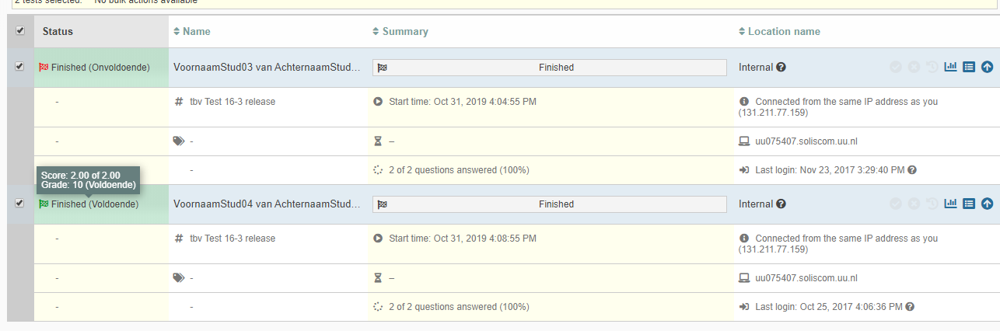 2 tests selected. No bulk actions available
Status Name Summary Location name
Finished (Onvoldoende) VoornaamStud03 van AchternaamStud... Finished Internal
- tbv Test 16-3 release Start time: Oct 31, 2019 4:04:55 PM Connected from the same IP address as you
(131.211.77.159)
- - – uu075407.soliscom.uu.nl
- 2 of 2 questions answered (100%) Last login: Nov 23, 2017 3:29:40 PM
Score: 2.00 of 2.00
Grade: 10 (Voldoende)
Finished (Voldoende) VoornaamStud04 van AchternaamStud... Finished Internal
- tbv Test 16-3 release Start time: Oct 31, 2019 4:08:55 PM Connected from the same IP address as you
(131.211.77.159)
- - – uu075407.soliscom.uu.nl
- - 2 of 2 questions answered (100%) Last login: Oct 25, 2017 4:06:36 PM